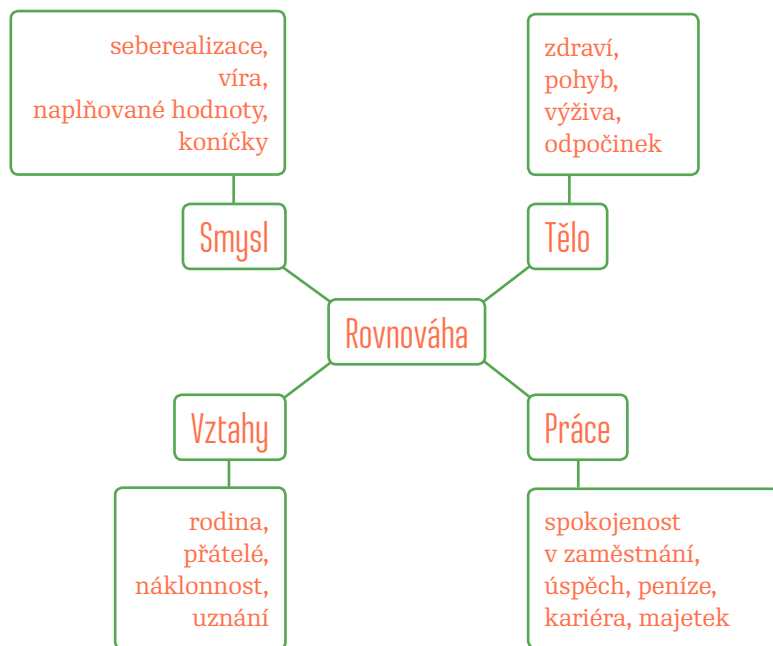 seberealizace,
víra,
naplňované hodnoty,
koníčky
zdraví,
pohyb,
výživa,
odpočinek
Smysl
Tělo
Rovnováha
Vztahy
Práce
rodina,
přátelé,
náklonnost,
uznání
spokojenost
v zaměstnání,
úspěch, peníze,
kariéra, majetek